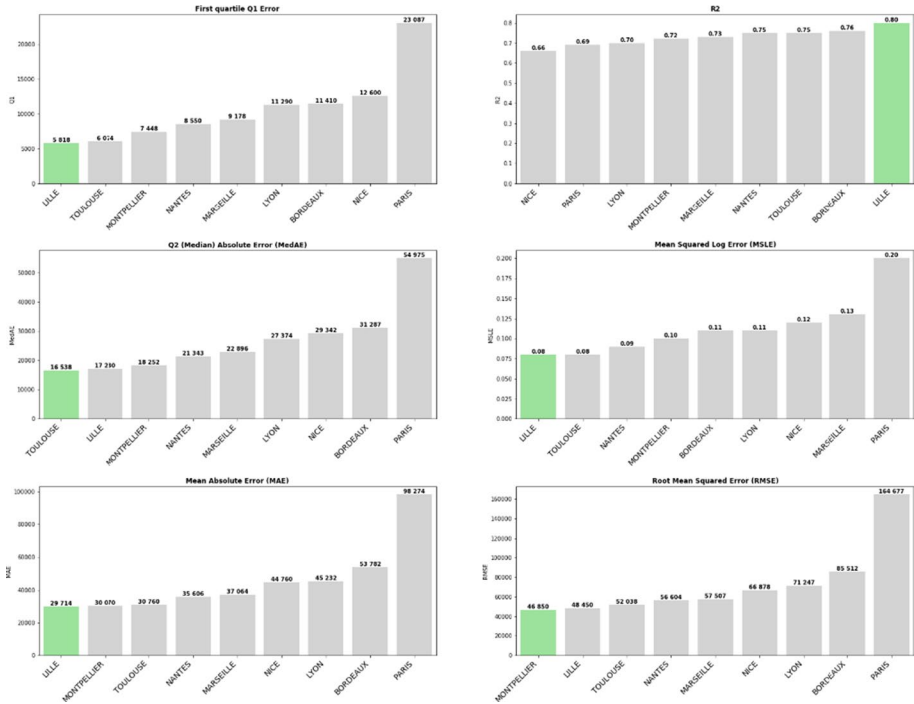 First quartile Q1 Error
23 087
12 600
11 410
11 290
9 178
8 550
7 448
6 074
5 818
20000
15000
10000
5000
0
Q1
LILLE
TOULOUSE
MONTPELLIER
NANTES
MARSEILLE
LYON
BORDEAUX
NICE
PARIS
R2
0.80
0.76
0.75
0.75
0.73
0.72
0.70
0.69
0.66
0.8
0.7
0.6
0.5
0.4
0.3
0.2
0.1
0.0
R2
NICE
PARIS
LYON
MONTPELLIER
MARSEILLE
NANTES
TOULOUSE
BORDEAUX
LILLE
Q2 (Median) Absolute Error (MedAE)
54 975
31 287
29 342
27 374
22 896
21 343
18 252
16 538
50000
40000
30000
20000
10000
0
MedAE
TOULOUSE
LILLE
MONTPELLIER
NANTES
MARSEILLE
LYON
NICE
BORDEAUX
PARIS
Mean Squared Log Error (MSLE)
0.20
0.13
0.12
0.11
0.11
0.10
0.09
0.08
0.08
0.200
0.175
0.150
0.125
0.100
0.075
0.050
0.025
0.000
MSLE
LILLE
TOULOUSE
NANTES
MONTPELLIER
BORDEAUX
LYON
NICE
MARSEILLE
PARIS
Mean Absolute Error (MAE)
98 274
53 782
45 232
44 760
37 064
35 606
30 760
30 070
29 714
100000
80000
60000
40000
20000
0
MAE
LILLE
MONTPELLIER
TOULOUSE
NANTES
MARSEILLE
NICE
LYON
BORDEAUX
PARIS
Root Mean Squared Error (RMSE)
164 677
85 512
71 247
66 878
57 507
56 604
52 038
48 450
46 850
160000
140000
120000
100000
80000
60000
40000
20000
0
RMSE
MONTPELLIER
LILLE
TOULOUSE
NANTES
MARSEILLE
NICE
LYON
BORDEAUX
PARIS